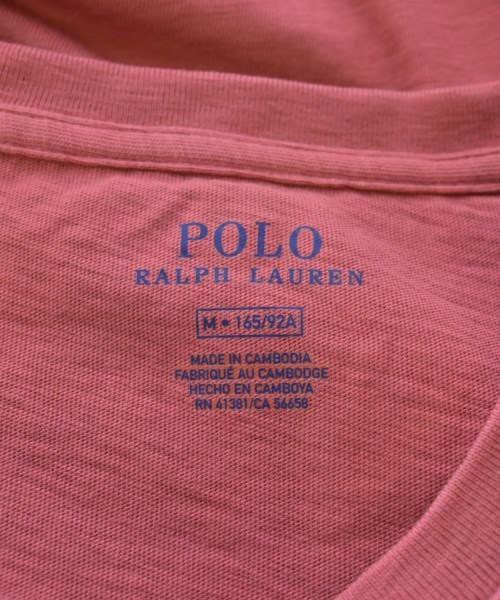 POLO
RALPH LAUREN
M • 165/92A
MADE IN CAMBODIA
FABRIQUÉ AU CAMBODGE
HECHO EN CAMBOYA
RN 41381/CA 56658